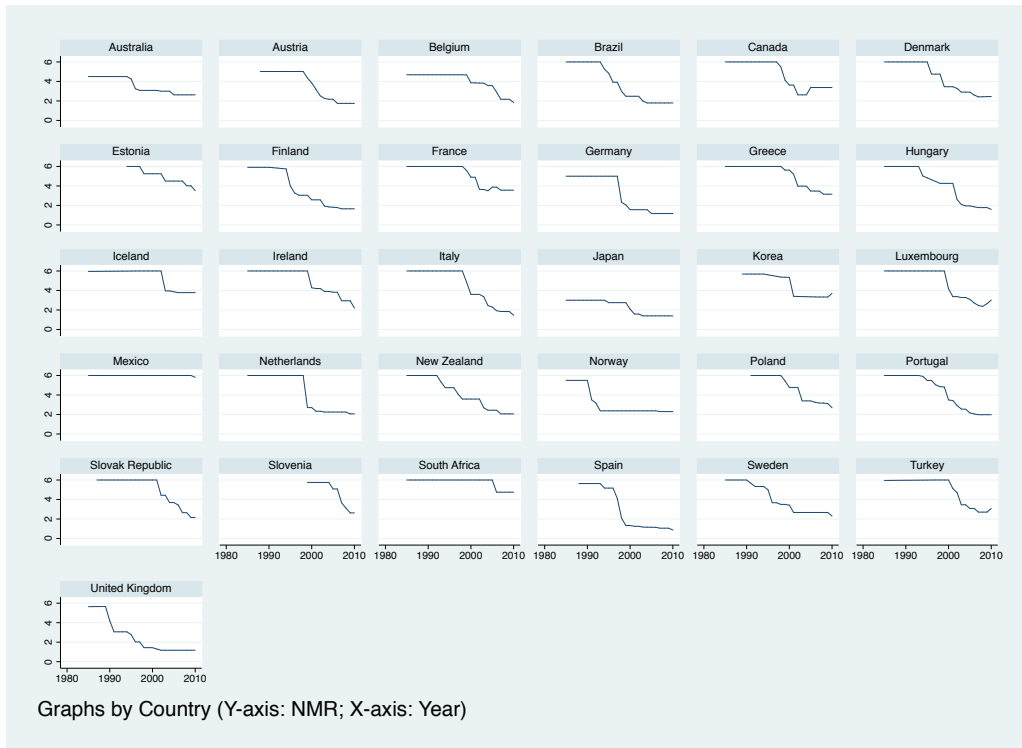 Australia Austria Belgium Brazil Canada Denmark
0 2 4 6
Estonia Finland France Germany Greece Hungary
0 2 4 6
Iceland Ireland Italy Japan Korea Luxembourg
0 2 4 6
Mexico Netherlands New Zealand Norway Poland Portugal
0 2 4 6
Slovak Republic Slovenia South Africa Spain Sweden Turkey
0 2 4 6
1980 1990 2000 2010 1980 1990 2000 2010 1980 1990 2000 2010 1980 1990 2000 2010 1980 1990 2000 2010
United Kingdom
0 2 4 6
1980 1990 2000 2010
Graphs by Country (Y-axis: NMR; X-axis: Year)